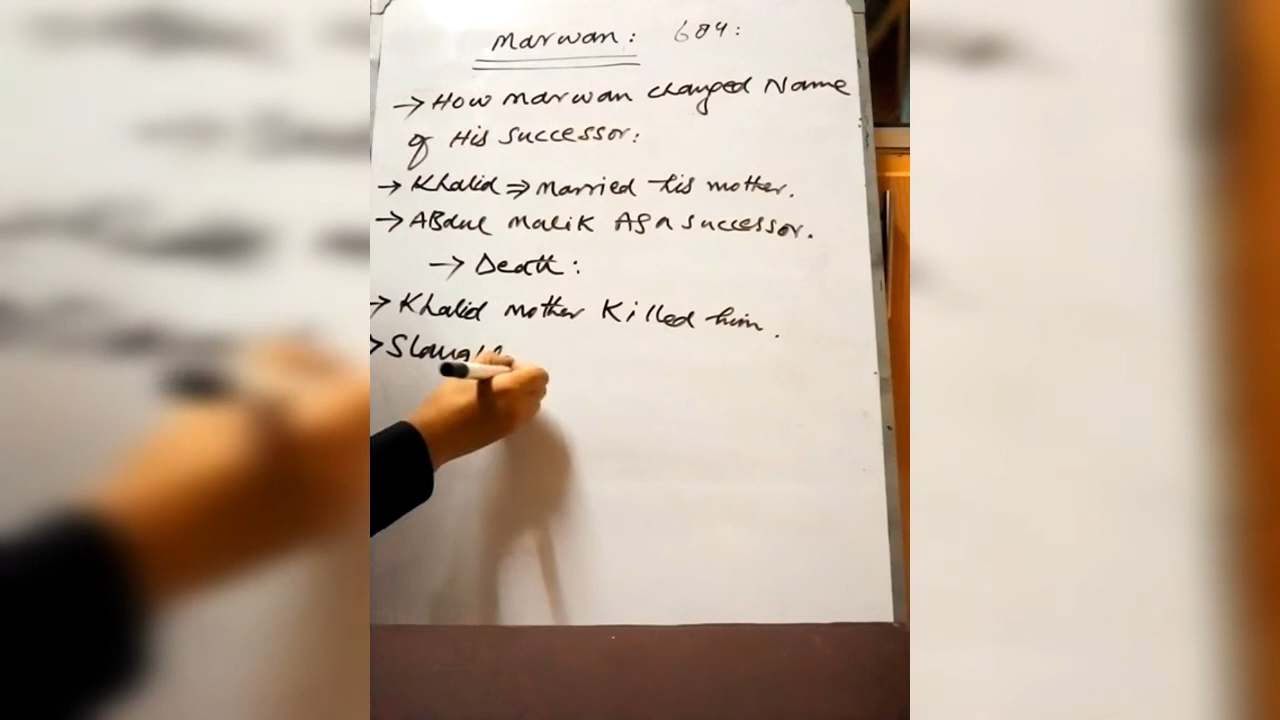 Marwan: 684:
→ How marwan changed Name
of His successor:
→ Khalid ⇒ married his mother.
→ ABdul malik AS a successor.
→ Death:
→ Khalid mother Killed him.